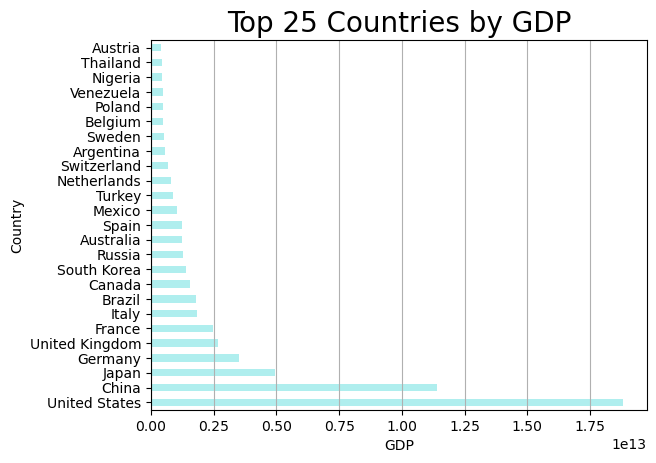 Top 25 Countries by GDP
Austria
Thailand
Nigeria
Venezuela
Poland
Belgium
Sweden
Argentina
Switzerland
Netherlands
Turkey
Mexico
Spain
Australia
Russia
South Korea
Canada
Brazil
Italy
France
United Kingdom
Germany
Japan
China
United States
Country
0.00 0.25 0.50 0.75 1.00 1.25 1.50 1.75
1e13
GDP